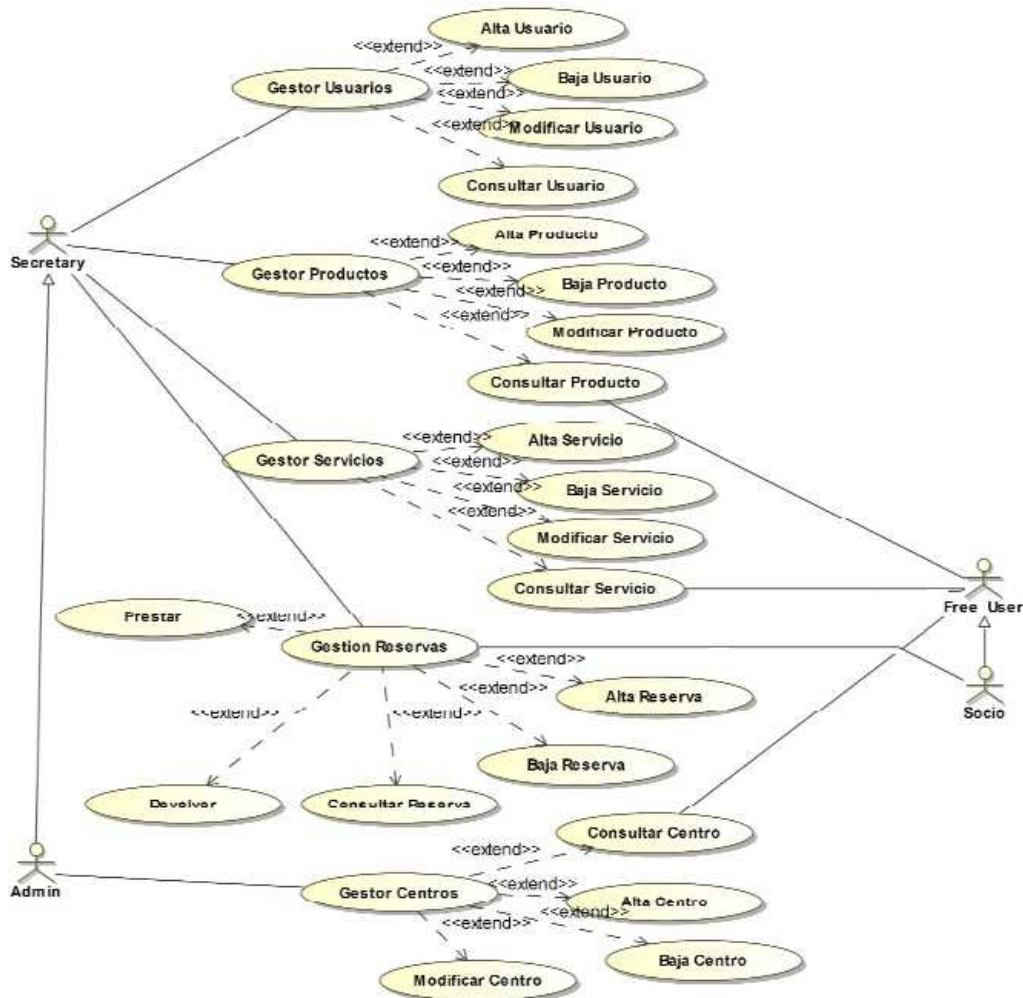 Alta Usuario
<<extend>>
Gestor Usuarios
<<extend>>
Baja Usuario
<<extend>>
<<extend>>
Modificar Usuario
Consultar Usuario
Secretary
Alta Producto
<<extend>>
Gestor Productos
<<extend>>
Baja Producto
<<extend>>
<<extend>>
Modificar Producto
Consultar Producto
<<extend>>
Alta Servicio
Gestor Servicios
<<extend>>
Baja Servicio
<<extend>>
<<extend>>
Modificar Servicio
Consultar Servicio
Free User
Prestar
<<extend>>
Gestion Reservas
<<extend>>
Alta Reserva
Socio
<<extend>>
<<extend>>
<<extend>>
Baja Reserva
Devolver
Consultar Reserva
Consultar Centro
<<extend>>
Admin
Gestor Centros
<<extend>>
Alta Centro
<<extend>>
<<extend>>
Baja Centro
Modificar Centro